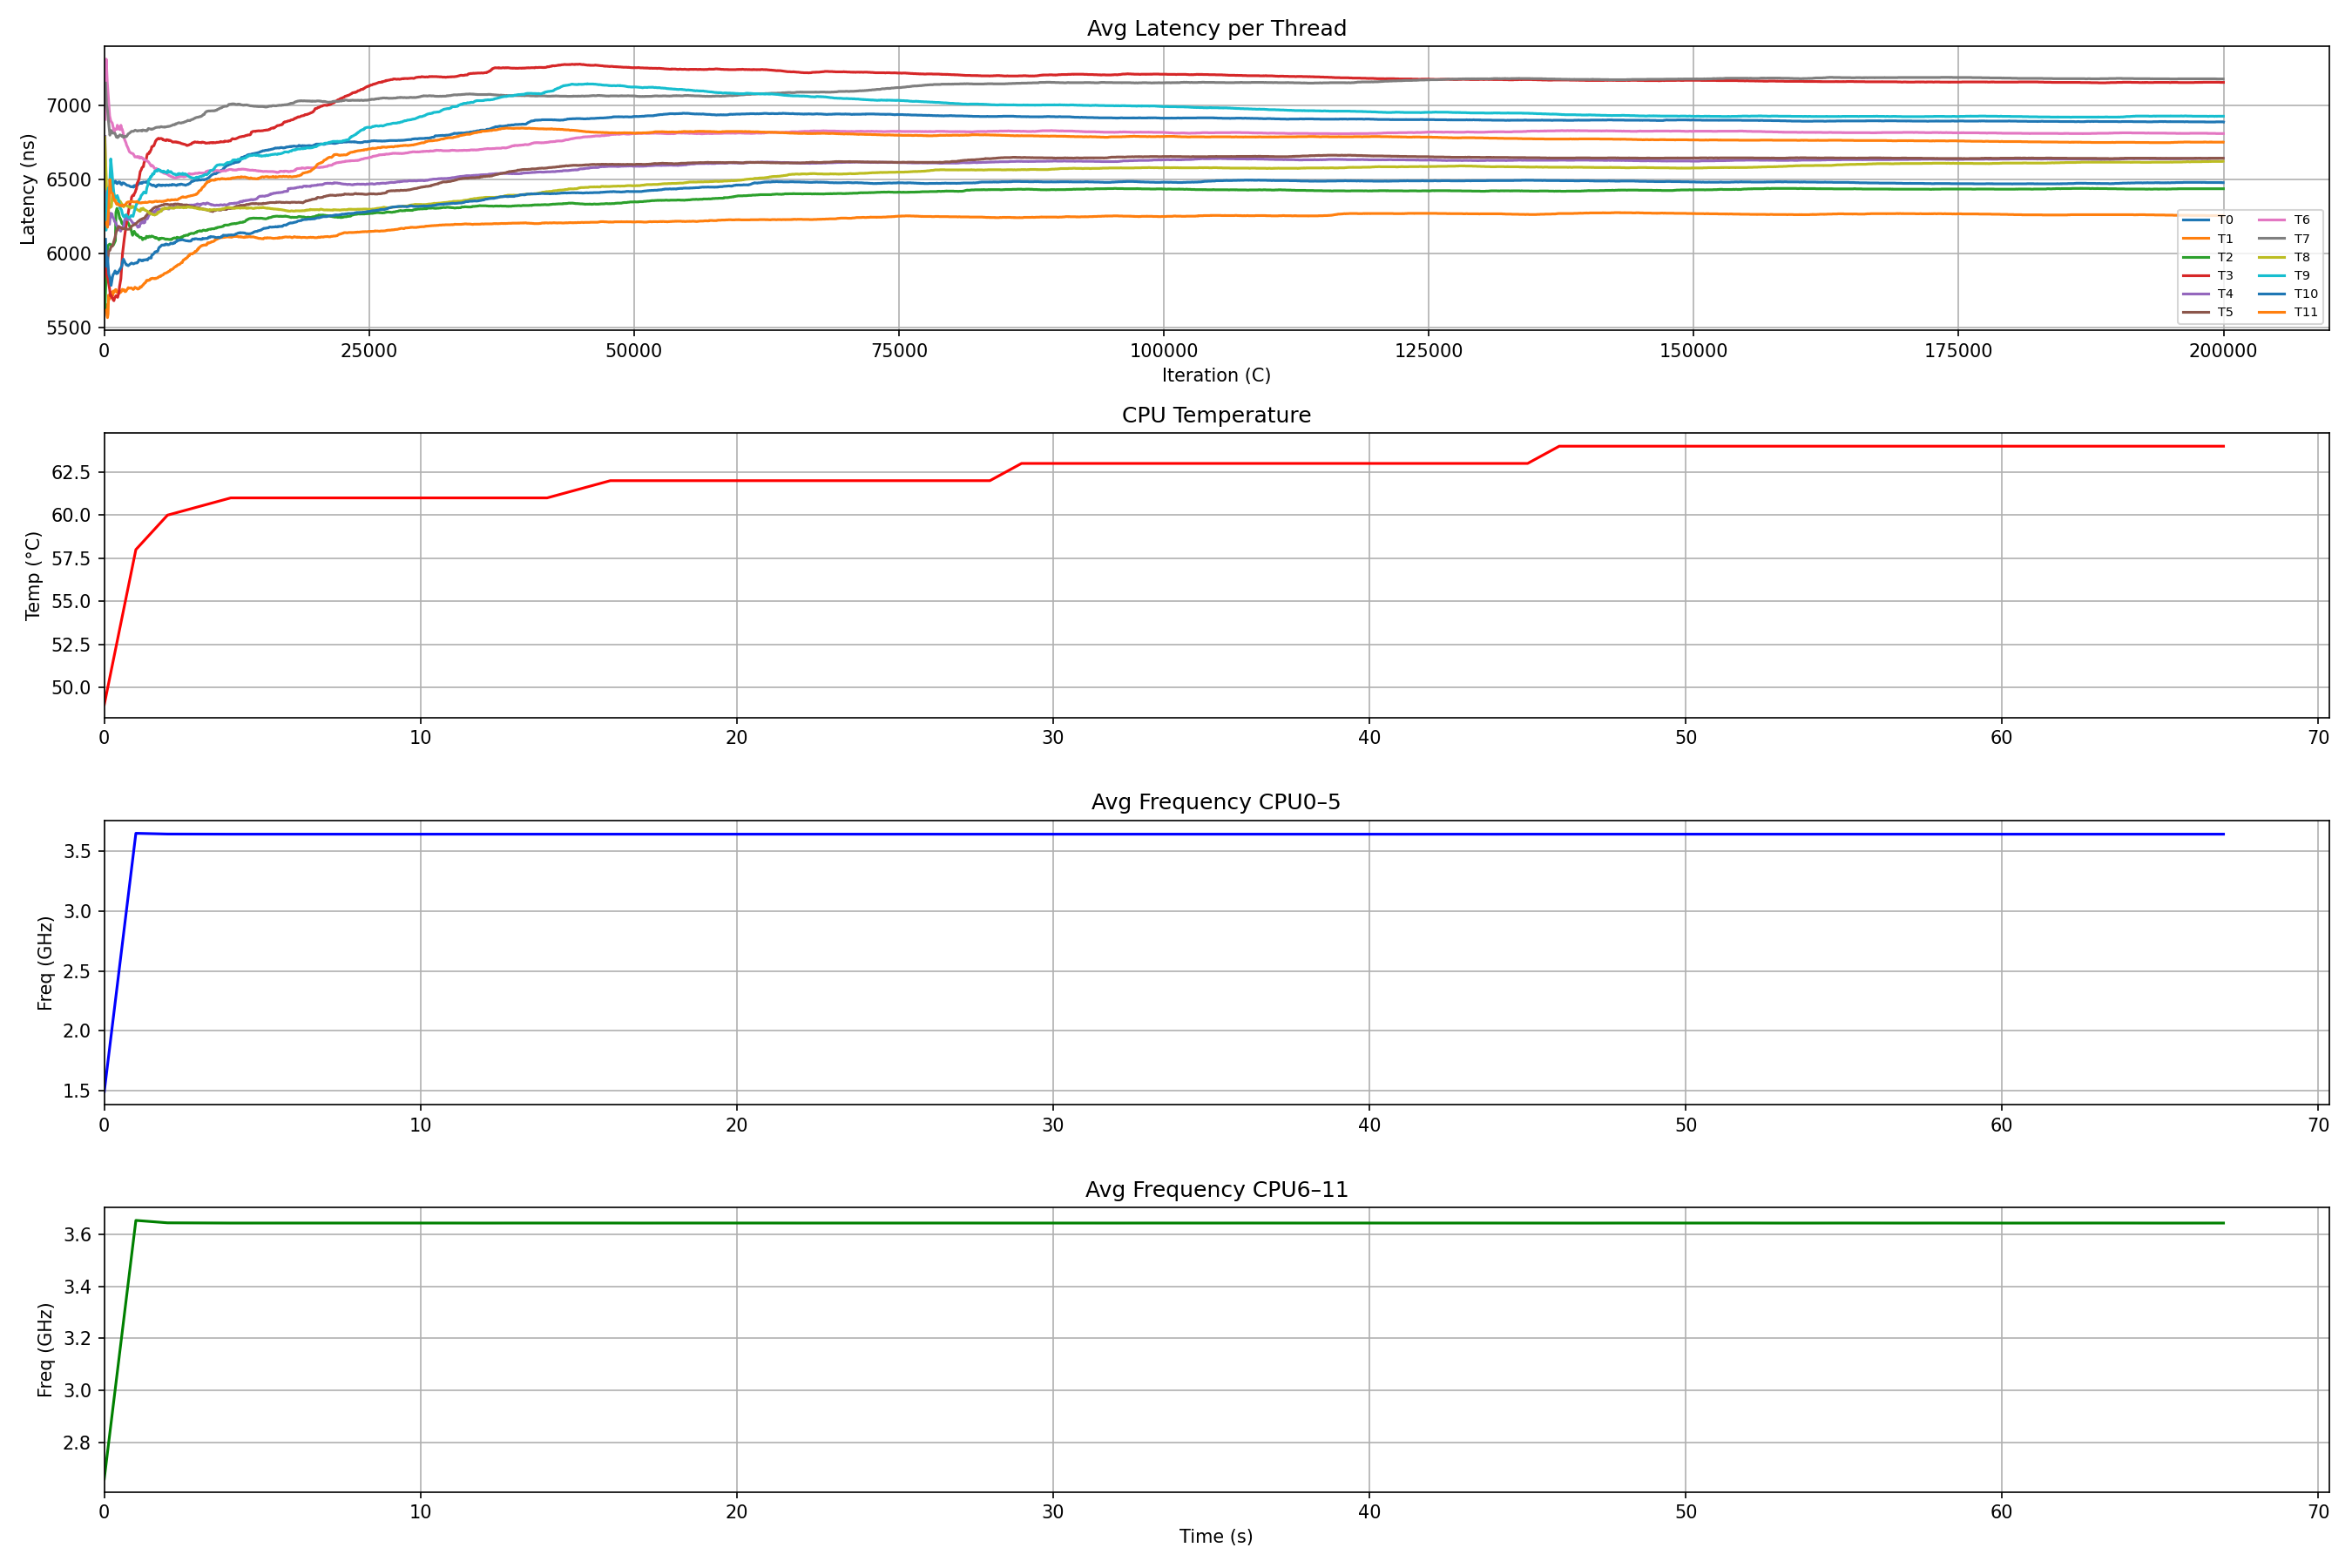 Avg Latency per Thread
Latency (ns)
7000
6500
6000
5500
0 25000 50000 75000 100000 125000 150000 175000 200000
Iteration (C)
T0 T6
T1 T7
T2 T8
T3 T9
T4 T10
T5 T11
CPU Temperature
Temp (°C)
62.5
60.0
57.5
55.0
52.5
50.0
0 10 20 30 40 50 60 70
Avg Frequency CPU0–5
Freq (GHz)
3.5
3.0
2.5
2.0
1.5
0 10 20 30 40 50 60 70
Avg Frequency CPU6–11
Freq (GHz)
3.6
3.4
3.2
3.0
2.8
0 10 20 30 40 50 60 70
Time (s)